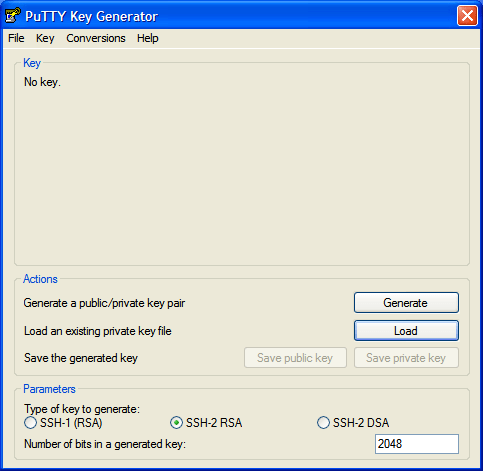 PuTTY Key Generator
File Key Conversions Help
Key
No key.
Actions
Generate a public/private key pair Generate
Load an existing private key file Load
Save the generated key Save public key Save private key
Parameters
Type of key to generate:
SSH-1 (RSA) SSH-2 RSA SSH-2 DSA
Number of bits in a generated key: 2048